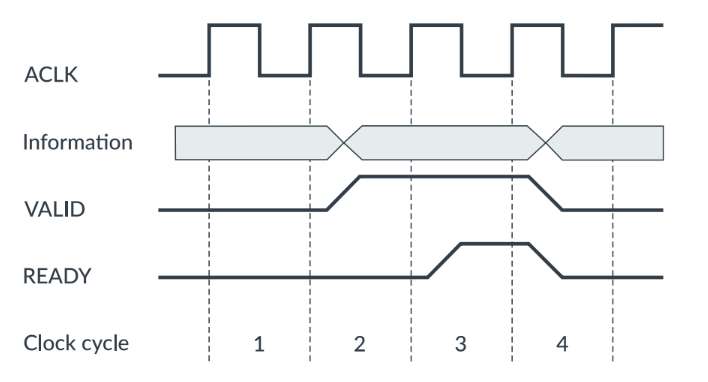 ACLK
Information
VALID
READY
Clock cycle 1 2 3 4